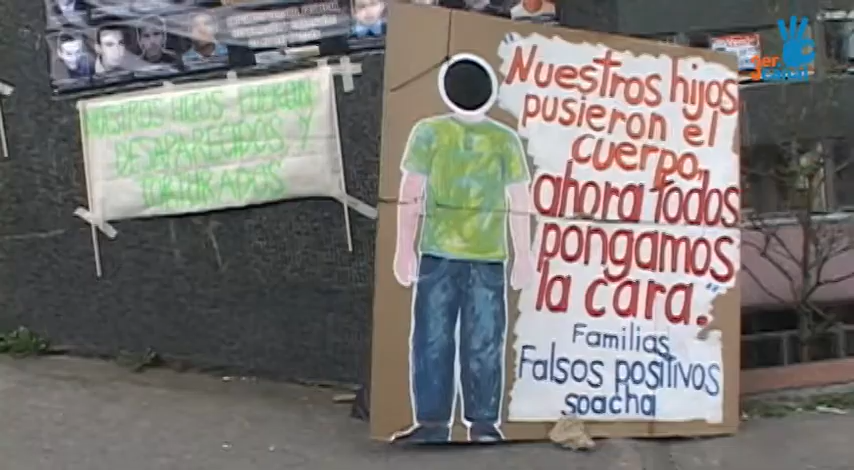 NUESTROS HIJOS FUERON
DESAPARECIDOS Y
TORTURADOS
"Nuestros hijos
pusieron el
cuerpo,
ahora Todos
pongamos
la cara."
Familias
Falsos positivos
soacha